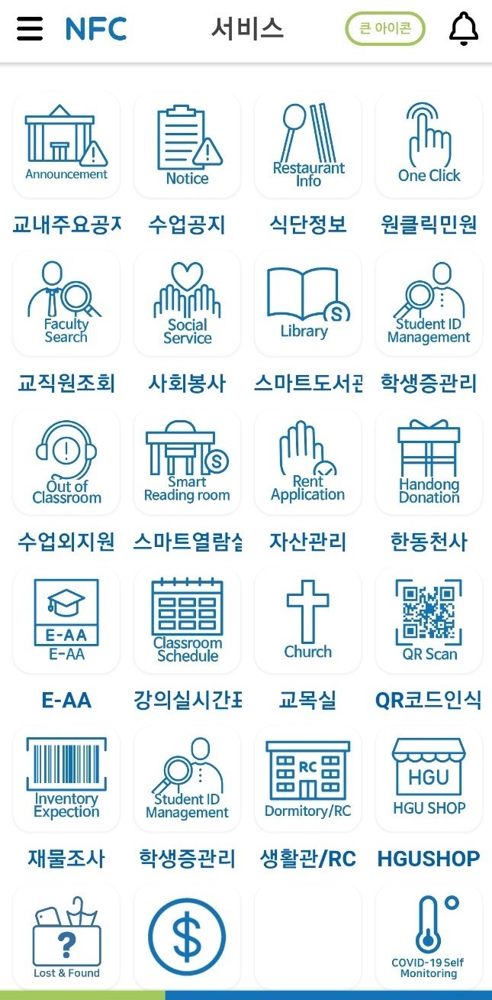 NFC 서비스 큰 아이콘
Announcement
Notice
Restaurant
Info
One Click
교내주요공지 수업공지 식단정보 원클릭민원
Faculty
Search
Social
Service
Library
S
Student ID
Management
교직원조회 사회봉사 스마트도서관 학생증관리
Out of
Classroom
Smart
Reading room
S
Rent
Application
Handong
Donation
수업외지원 스마트열람실 자산관리 한동천사
E-AA
E-AA
Classroom
Schedule
Church
QR Scan
E-AA 강의실시간표 교목실 QR코드인식
Inventory
Expection
Student ID
Management
RC
Dormitory/RC
HGU
HGU SHOP
재물조사 학생증관리 생활관/RC HGUSHOP
?
Lost & Found
$
COVID-19 Self
Monitoring